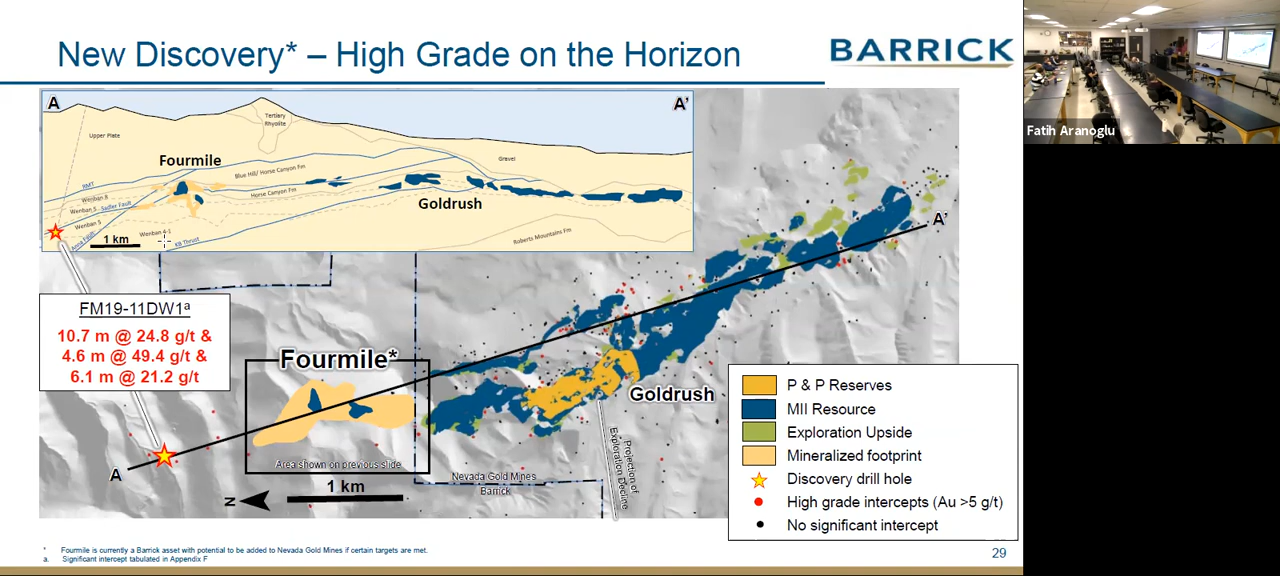 New Discovery* – High Grade on the Horizon
BARRICK
Fatih Aranoglu
A
A'
Tertiary
Rhyolite
Upper Plate
Fourmile
Gravel
Blue Hill/ Horse Canyon Fm
RMT
Horse Canyon Fm
Wenban 8
Goldrush
Wenban 5
Sadler Fault
Wenban 5
Wenban 4-1
Anna Fault
1 km
KB Thrust
Roberts Mountains Fm
A'
FM19-11DW1a
10.7 m @ 24.8 g/t &
4.6 m @ 49.4 g/t &
6.1 m @ 21.2 g/t
Fourmile*
Goldrush
Area shown on previous slide
A
N
1 km
Nevada Gold Mines
Barrick
Projection of
Exploration Decline
P & P Reserves
MII Resource
Exploration Upside
Mineralized footprint
Discovery drill hole
High grade intercepts (Au >5 g/t)
No significant intercept
* Fourmile is currently a Barrick asset with potential to be added to Nevada Gold Mines if certain targets are met.
a. Significant intercept tabulated in Appendix F
29